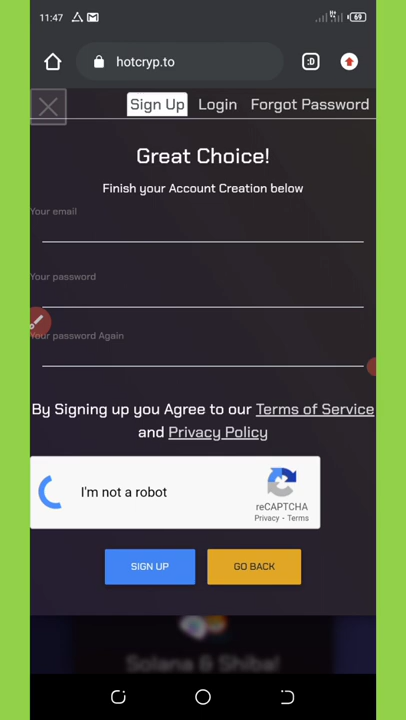 11:47
69
hotcryp.to
:D
Sign Up Login Forgot Password
Great Choice!
Finish your Account Creation below
Your email
Your password
Your password Again
By Signing up you Agree to our Terms of Service
and Privacy Policy
I'm not a robot
reCAPTCHA
Privacy - Terms
SIGN UP GO BACK
Solana & Shiba!